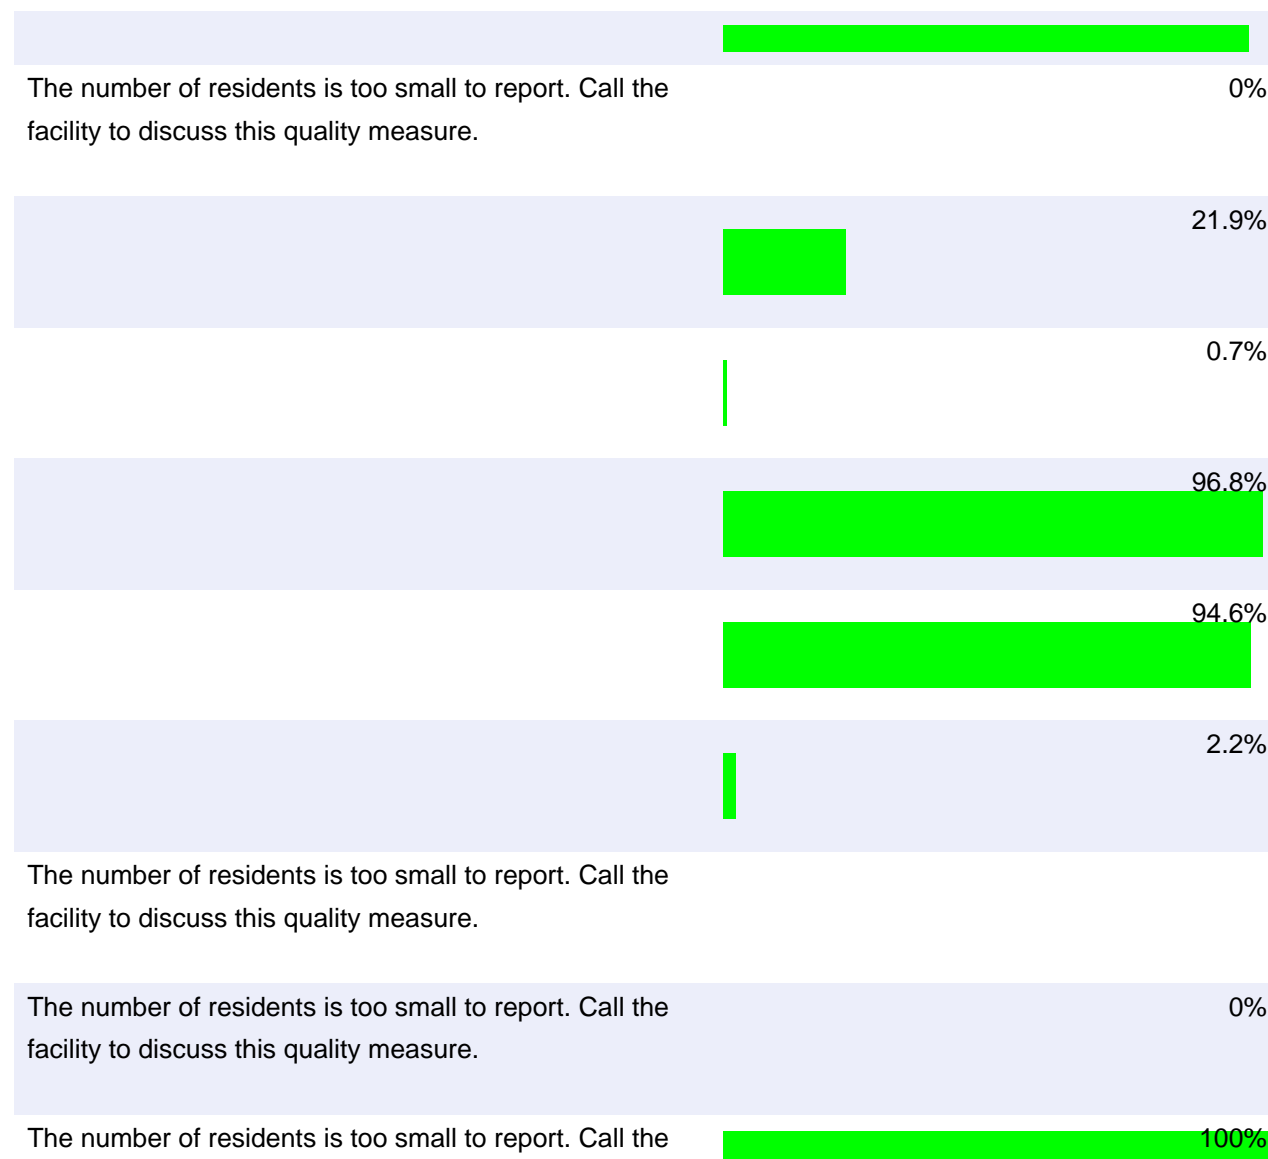 The number of residents is too small to report. Call the 0%
facility to discuss this quality measure.
21.9%
0.7%
96.8%
94.6%
2.2%
The number of residents is too small to report. Call the
facility to discuss this quality measure.
The number of residents is too small to report. Call the 0%
facility to discuss this quality measure.
The number of residents is too small to report. Call the 100%